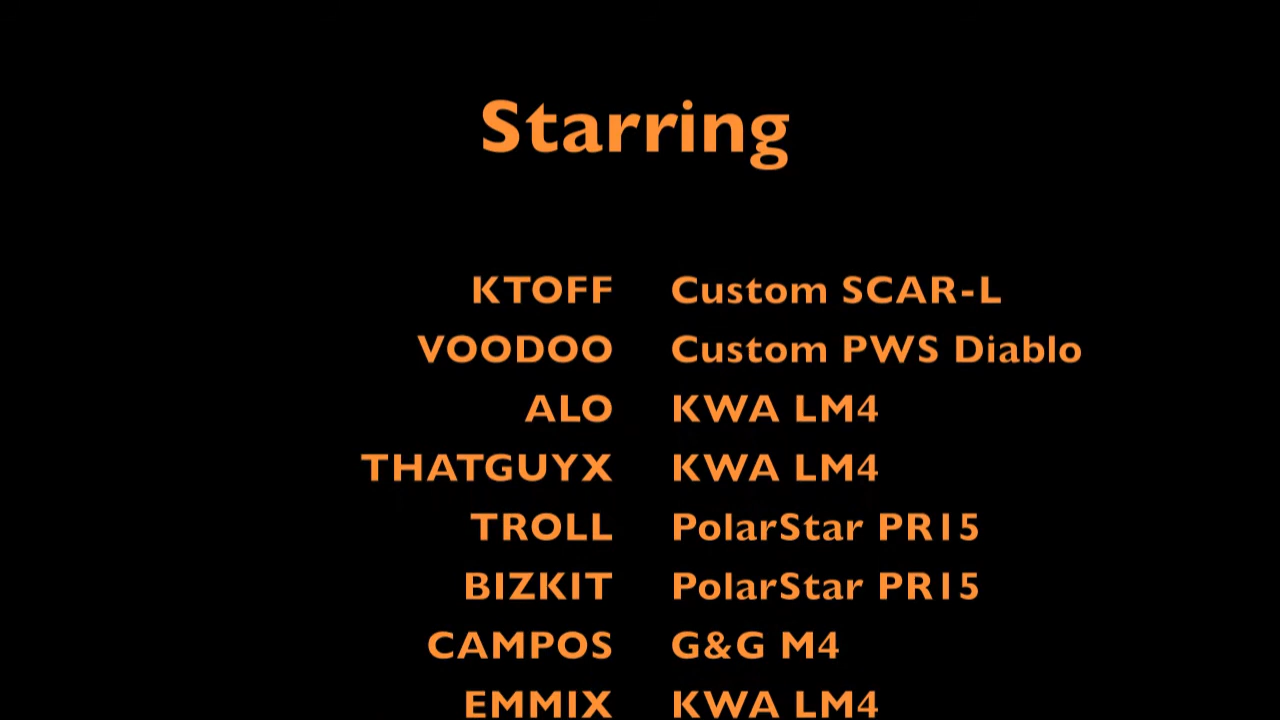 Starring
KTOFF Custom SCAR-L
VOODOO Custom PWS Diablo
ALO KWA LM4
THATGUYX KWA LM4
TROLL PolarStar PR15
BIZKIT PolarStar PR15
CAMPOS G&G M4
EMMIX KWA LM4